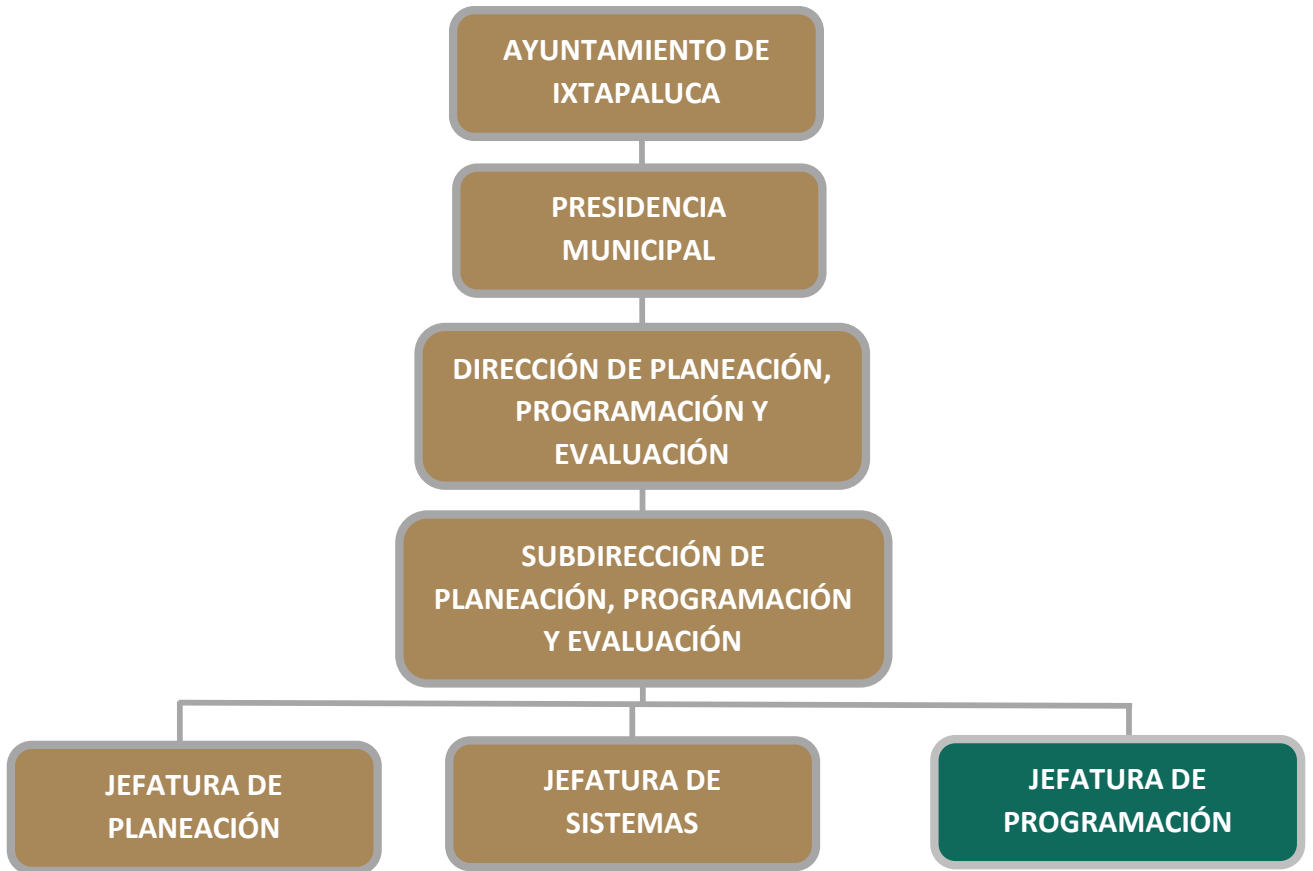 AYUNTAMIENTO DE
IXTAPALUCA
PRESIDENCIA
MUNICIPAL
DIRECCIÓN DE PLANEACIÓN,
PROGRAMACIÓN Y
EVALUACIÓN
SUBDIRECCIÓN DE
PLANEACIÓN, PROGRAMACIÓN
Y EVALUACIÓN
JEFATURA DE
PLANEACIÓN
JEFATURA DE
SISTEMAS
JEFATURA DE
PROGRAMACIÓN